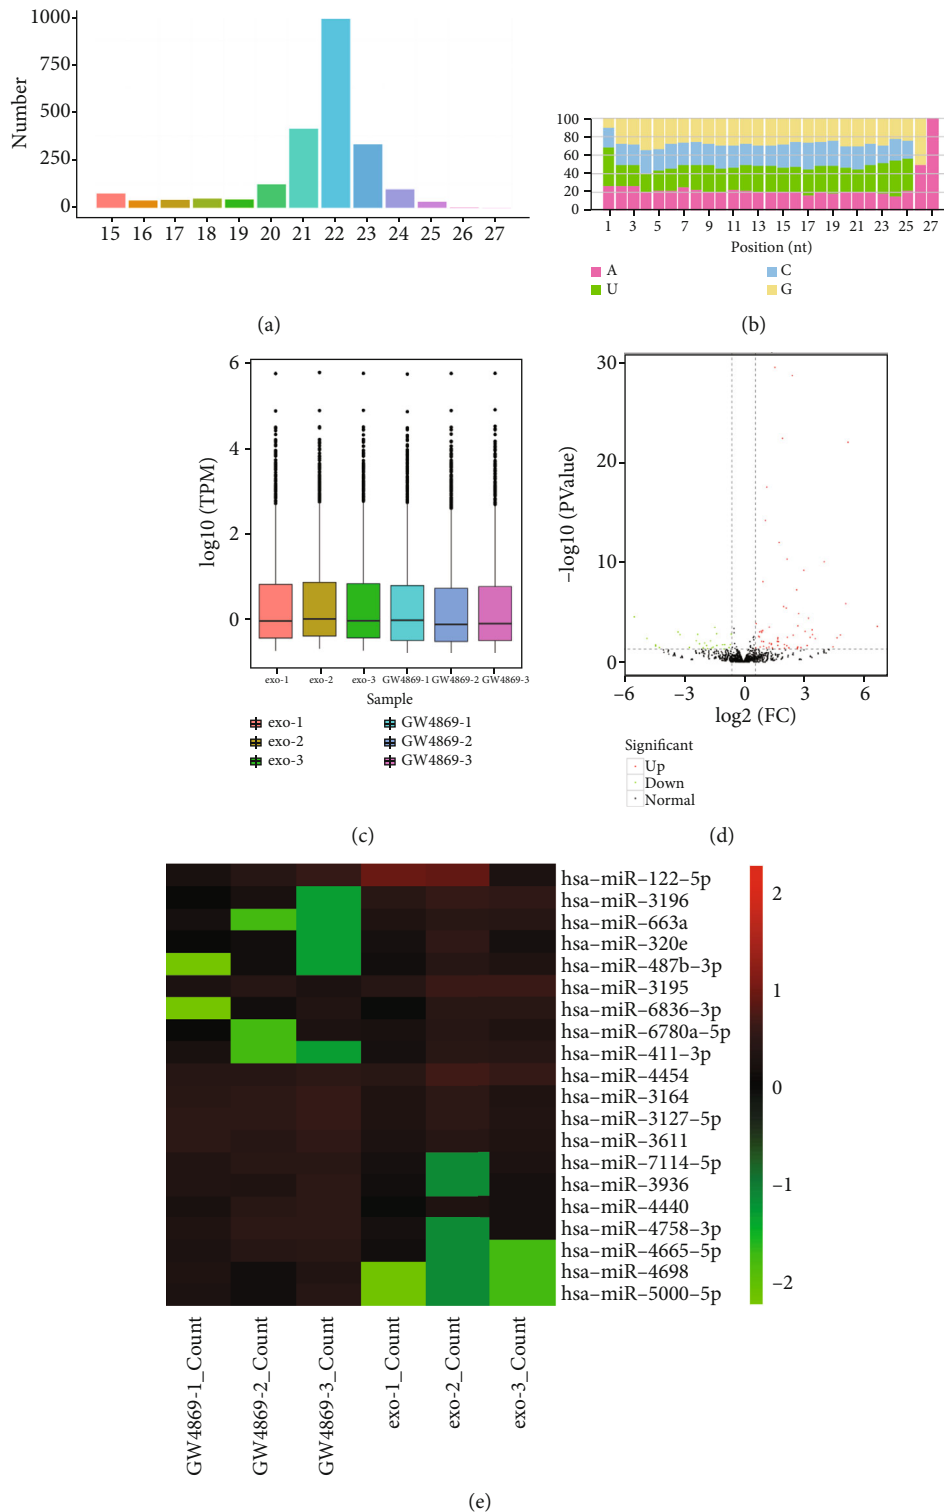 1000
750
500
250
0
Number
15 16 17 18 19 20 21 22 23 24 25 26 27
(a)
100
80
60
40
20
0
1 3 5 7 9 11 13 15 17 19 21 23 25 27
Position (nt)
A
C
U
G
(b)
6
4
2
0
log10 (TPM)
exo-1 exo-2 exo-3 GW4869-1 GW4869-2 GW4869-3
Sample
exo-1
GW4869-1
exo-2
GW4869-2
exo-3
GW4869-3
(c)
30
20
10
0
–log10 (PValue)
–6 –3 0 3 6
log2 (FC)
Significant
Up
Down
Normal
(d)
hsa–miR–122–5p
hsa–miR–3196
hsa–miR–663a
hsa–miR–320e
hsa–miR–487b–3p
hsa–miR–3195
hsa–miR–6836–3p
hsa–miR–6780a–5p
hsa–miR–411–3p
hsa–miR–4454
hsa–miR–3164
hsa–miR–3127–5p
hsa–miR–3611
hsa–miR–7114–5p
hsa–miR–3936
hsa–miR–4440
hsa–miR–4758–3p
hsa–miR–4665–5p
hsa–miR–4698
hsa–miR–5000–5p
2
1
0
–1
–2
GW4869-1_Count
GW4869-2_Count
GW4869-3_Count
exo-1_Count
exo-2_Count
exo-3_Count
(e)